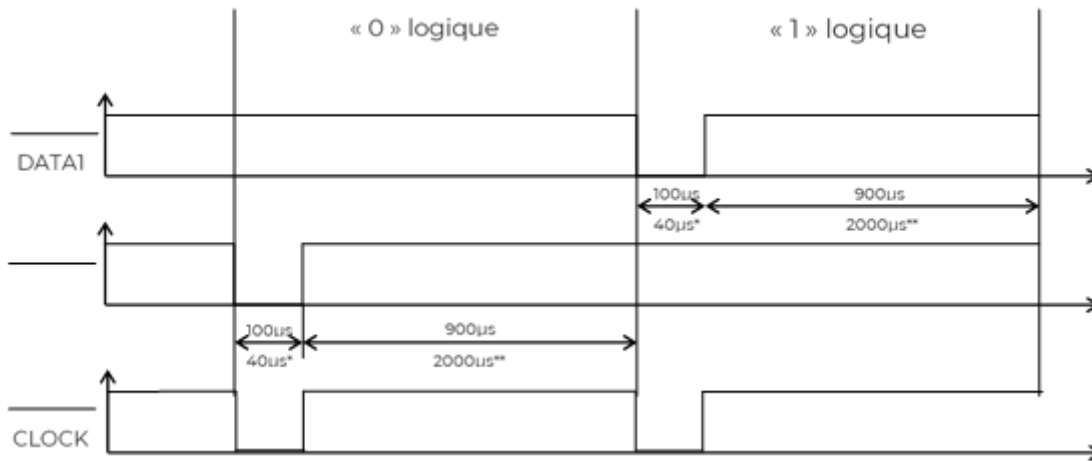 « 0 » logique
« 1 » logique
DATA1
100µs
900µs
40µs*
2000µs**
100µs
900µs
40µs*
2000µs**
CLOCK